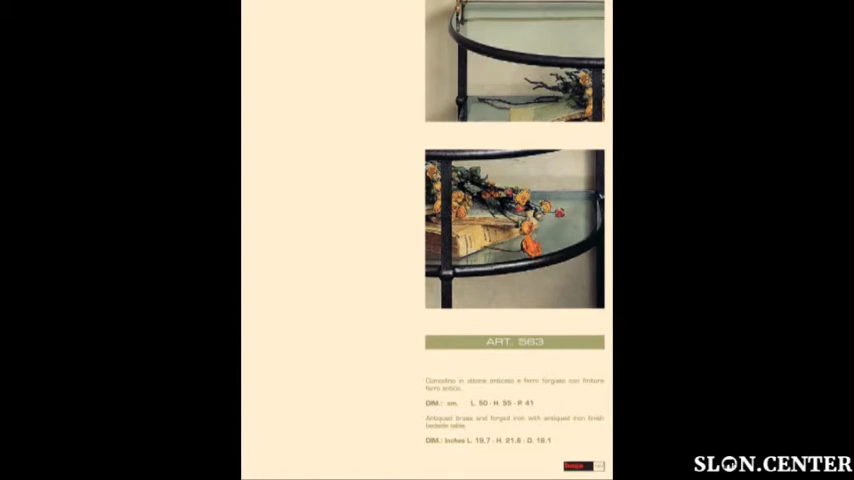 ART. 563
Comodino in ottone anticato e ferro forgiato con finitura
ferro antico.
DIM.: cm. L. 50 - H. 55 - P. 41
Antiqued brass and forged iron with antiqued iron finish
bedside table.
DIM.: Inches L. 19,7 - H. 21,6 - D. 16.1
SLON.CENTER